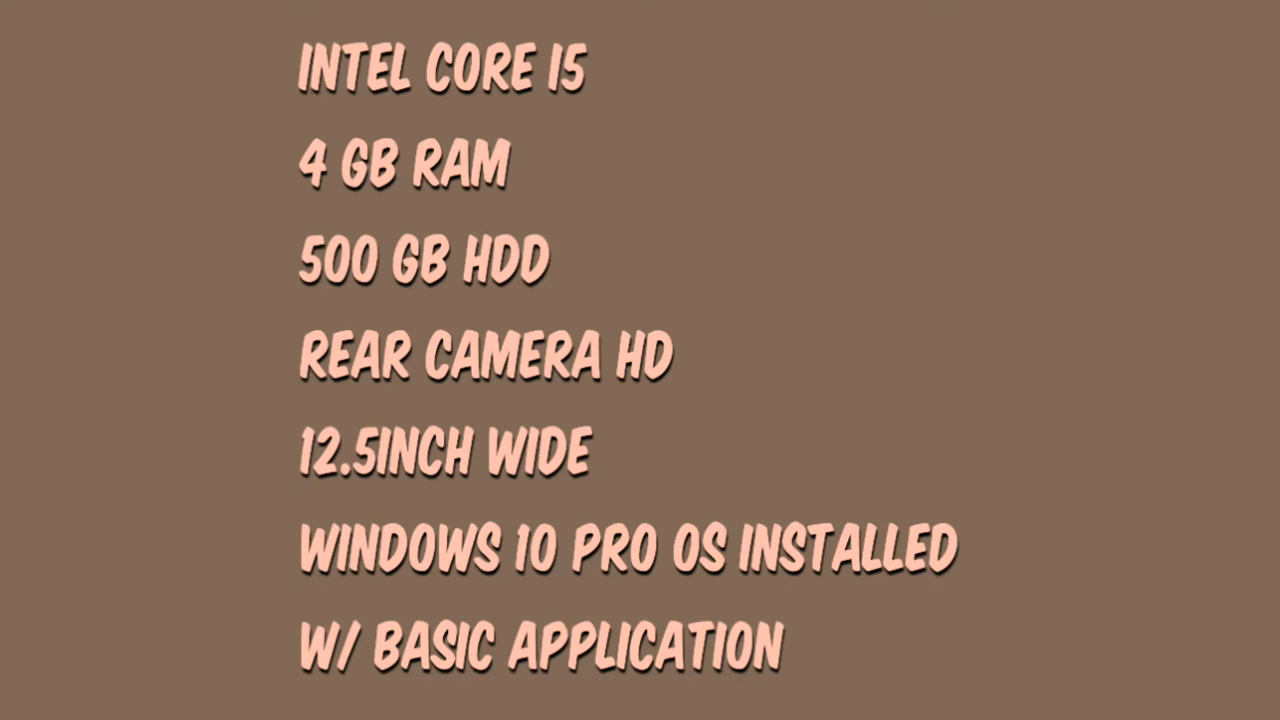 INTEL CORE I5
4 GB RAM
500 GB HDD
REAR CAMERA HD
12.5INCH WIDE
WINDOWS 10 PRO OS INSTALLED
W/ BASIC APPLICATION